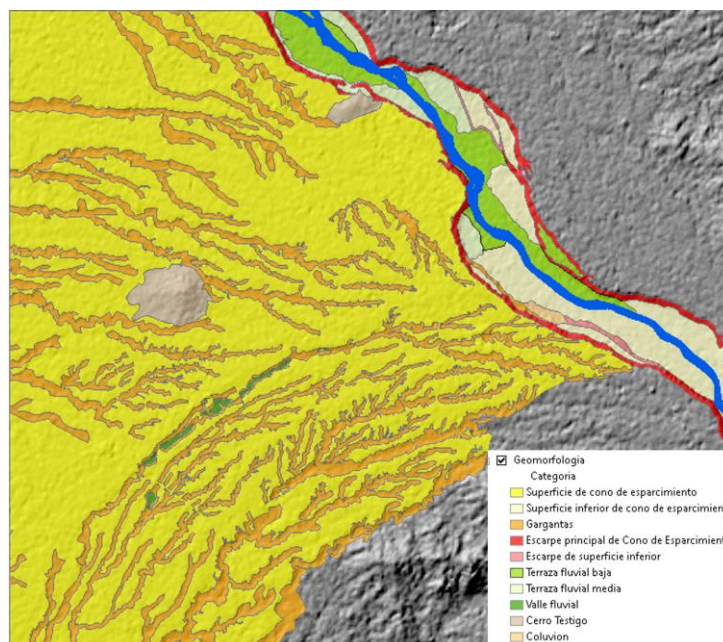 Geomorfologia
Categoria
Superficie de cono de esparcimiento
Superficie inferior de cono de esparcimien
Gargantas
Escarpe principal de Cono de Esparcimient
Escarpe de superficie inferior
Terraza fluvial baja
Terraza fluvial media
Valle fluvial
Cerro Testigo
Coluvion